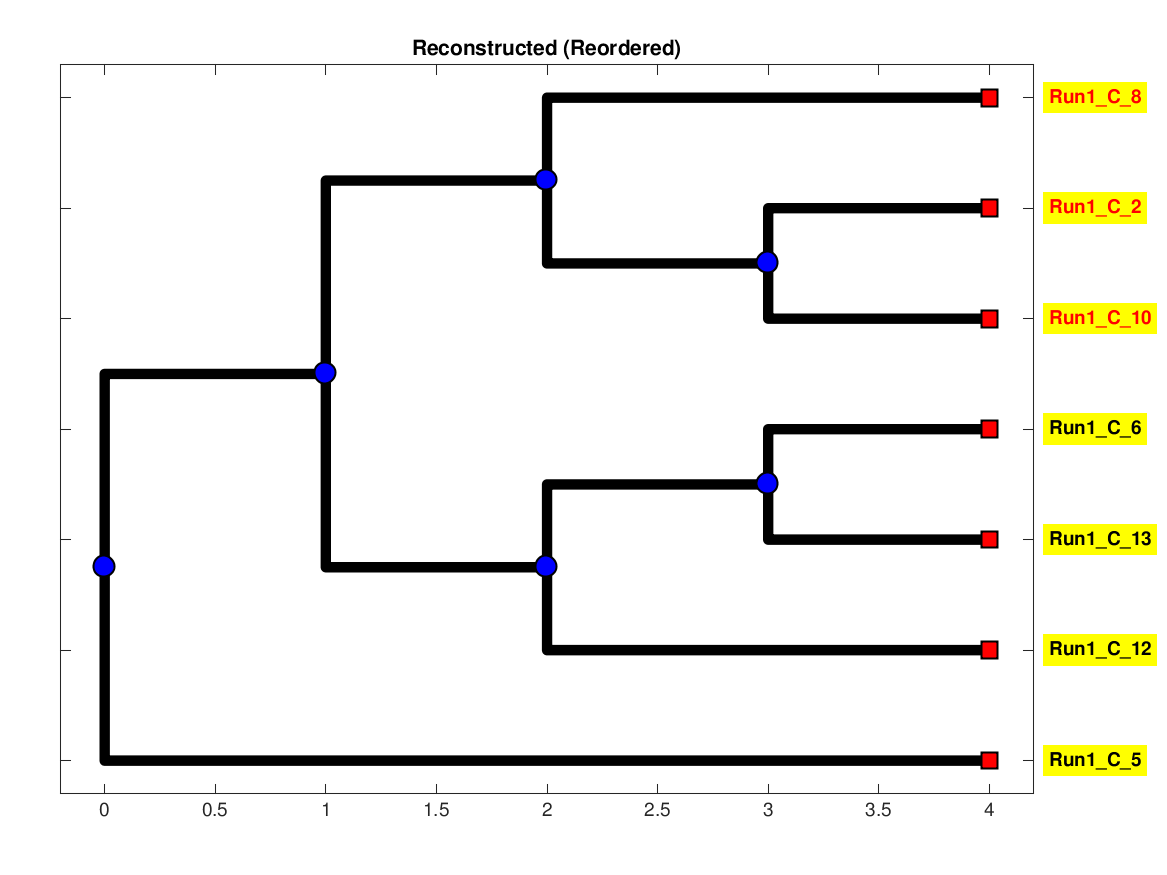 Reconstructed (Reordered)
Run1_C_8
Run1_C_2
Run1_C_10
Run1_C_6
Run1_C_13
Run1_C_12
Run1_C_5
0 0.5 1 1.5 2 2.5 3 3.5 4